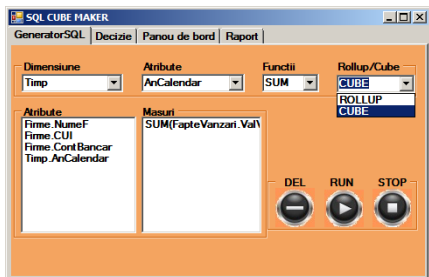 SQL CUBE MAKER
GeneratorSQL Decizie Panou de bord Raport
Dimensiune Atribute Functii Rollup/Cube
Timp AnCalendar SUM CUBE
ROLLUP
CUBE
Atribute Masuri
Firme.NumeF SUM(FapteVanzari.Val
Firme.CUI
Firme.ContBancar
Timp.AnCalendar
DEL RUN STOP